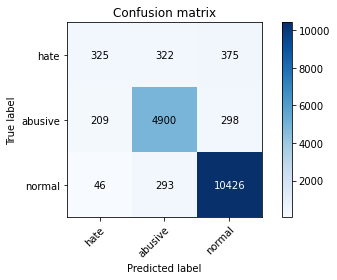 Confusion matrix
hate 325 322 375
abusive 209 4900 298
normal 46 293 10426
hate abusive normal
True label
Predicted label
10000
8000
6000
4000
2000